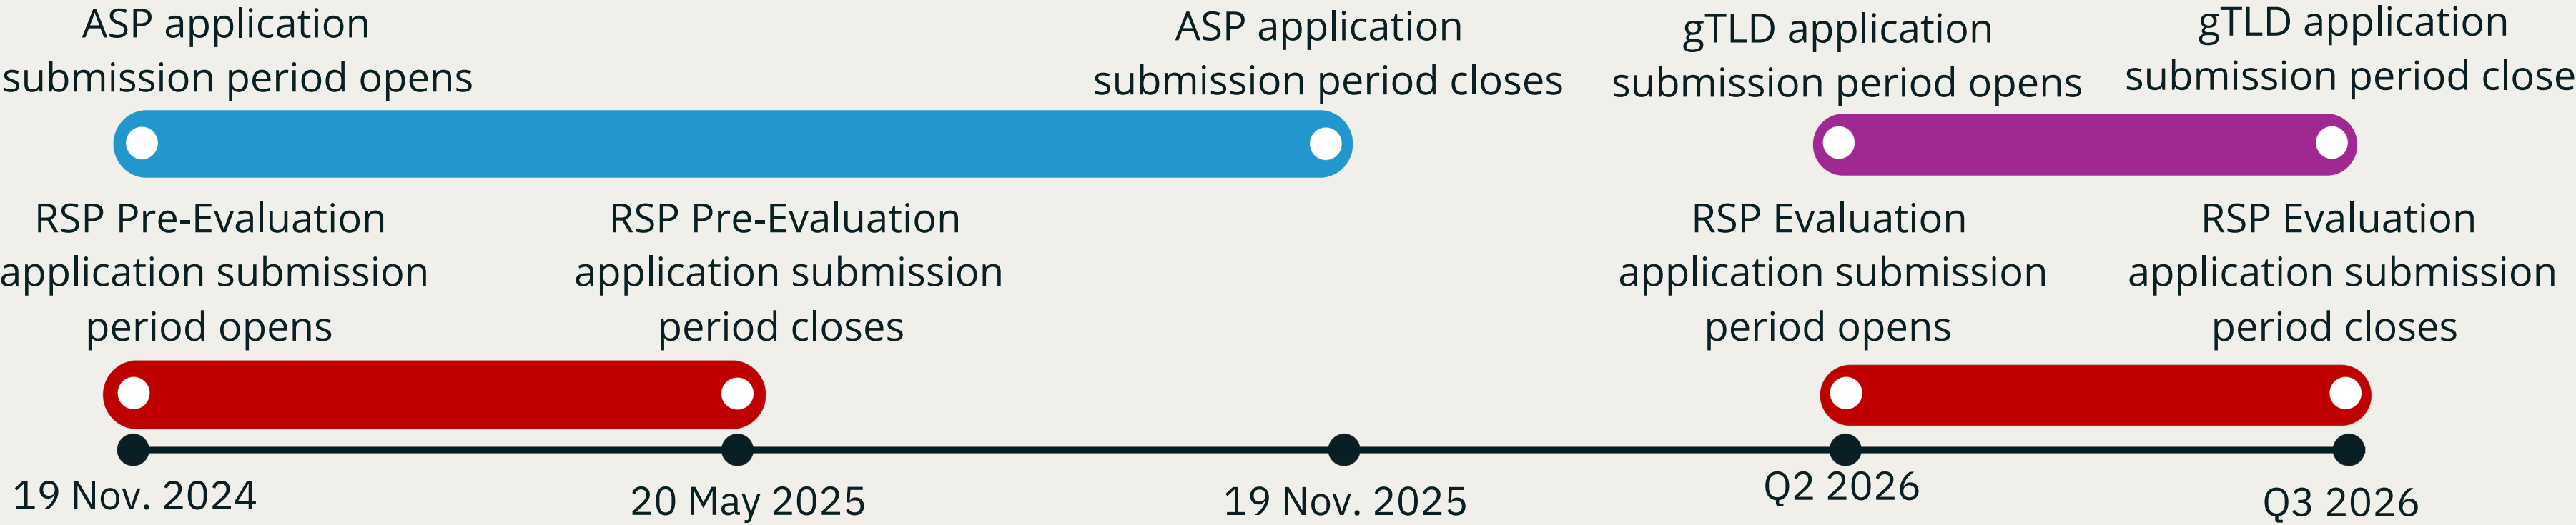 ASP application
submission period opens
ASP application
submission period closes
gTLD application
submission period opens
gTLD application
submission period close
RSP Pre-Evaluation
application submission
period opens
RSP Pre-Evaluation
application submission
period closes
RSP Evaluation
application submission
period opens
RSP Evaluation
application submission
period closes
19 Nov. 2024
20 May 2025
19 Nov. 2025
Q2 2026
Q3 2026